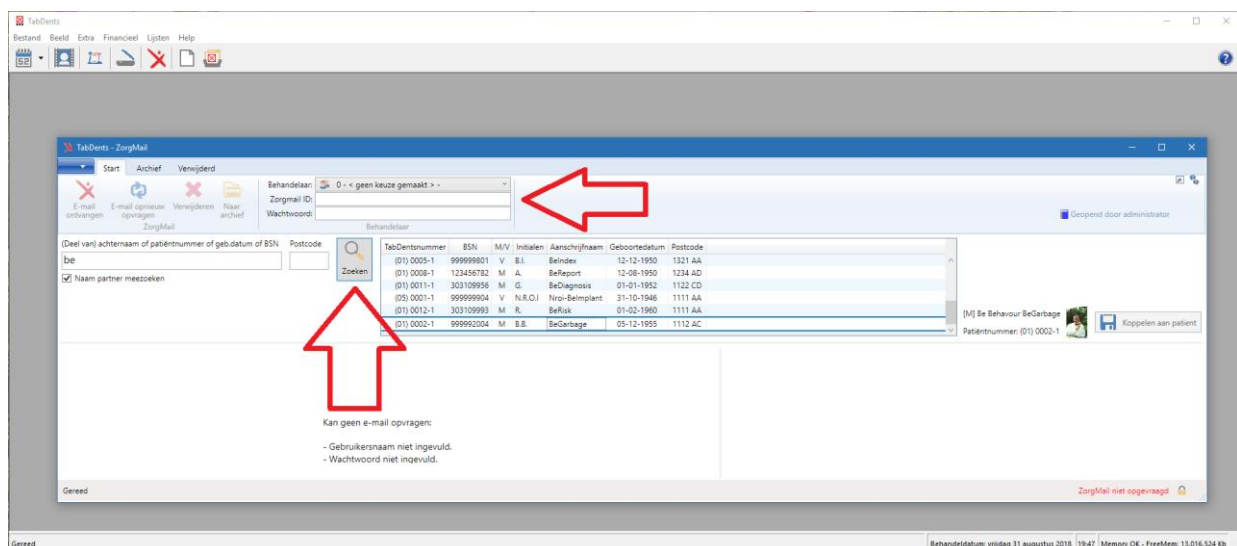 TabDents
Bestand Beeld Extra Financieel Lijsten Help
52
TabDents - ZorgMail
Start Archief Verwijderd
E-mail ontvangen
E-mail opnieuw opvragen
Verwijderen
Naar archief
ZorgMail
Behandelaar: 0 - < geen keuze gemaakt > -
Zorgmail ID:
Wachtwoord:
Behandelaar
Geopend door administrator
(Deel van) achternaam of patiëntnummer of geb.datum of BSN Postcode
be
Naam partner meezoeken
Zoeken
TabDentsnummer BSN M/V Initialen Aanschrijfnaam Geboortedatum Postcode
(01) 0005-1 999999801 V B.I. BeIndex 12-12-1950 1321 AA
(01) 0008-1 123456782 M A. BeReport 12-08-1950 1234 AD
(01) 0011-1 303109956 M G. BeDiagnosis 01-01-1952 1122 CD
(05) 0001-1 999999904 V N.R.O.I Nroi-BeImplant 31-10-1946 1111 AA
(01) 0012-1 303109993 M R. BeRisk 01-02-1960 1111 AA
(01) 0002-1 999992004 M B.B. BeGarbage 05-12-1955 1112 AC
[M] Be Behavour BeGarbage
Patiëntnummer: (01) 0002-1
Koppelen aan patient
Kan geen e-mail opvragen:
- Gebruikersnaam niet ingevuld.
- Wachtwoord niet ingevuld.
Gereed ZorgMail niet opgevraagd
Gereed Behandeldatum: vrijdag 31 augustus 2018 19:47 Memory OK - FreeMem: 13.016.524 Kb